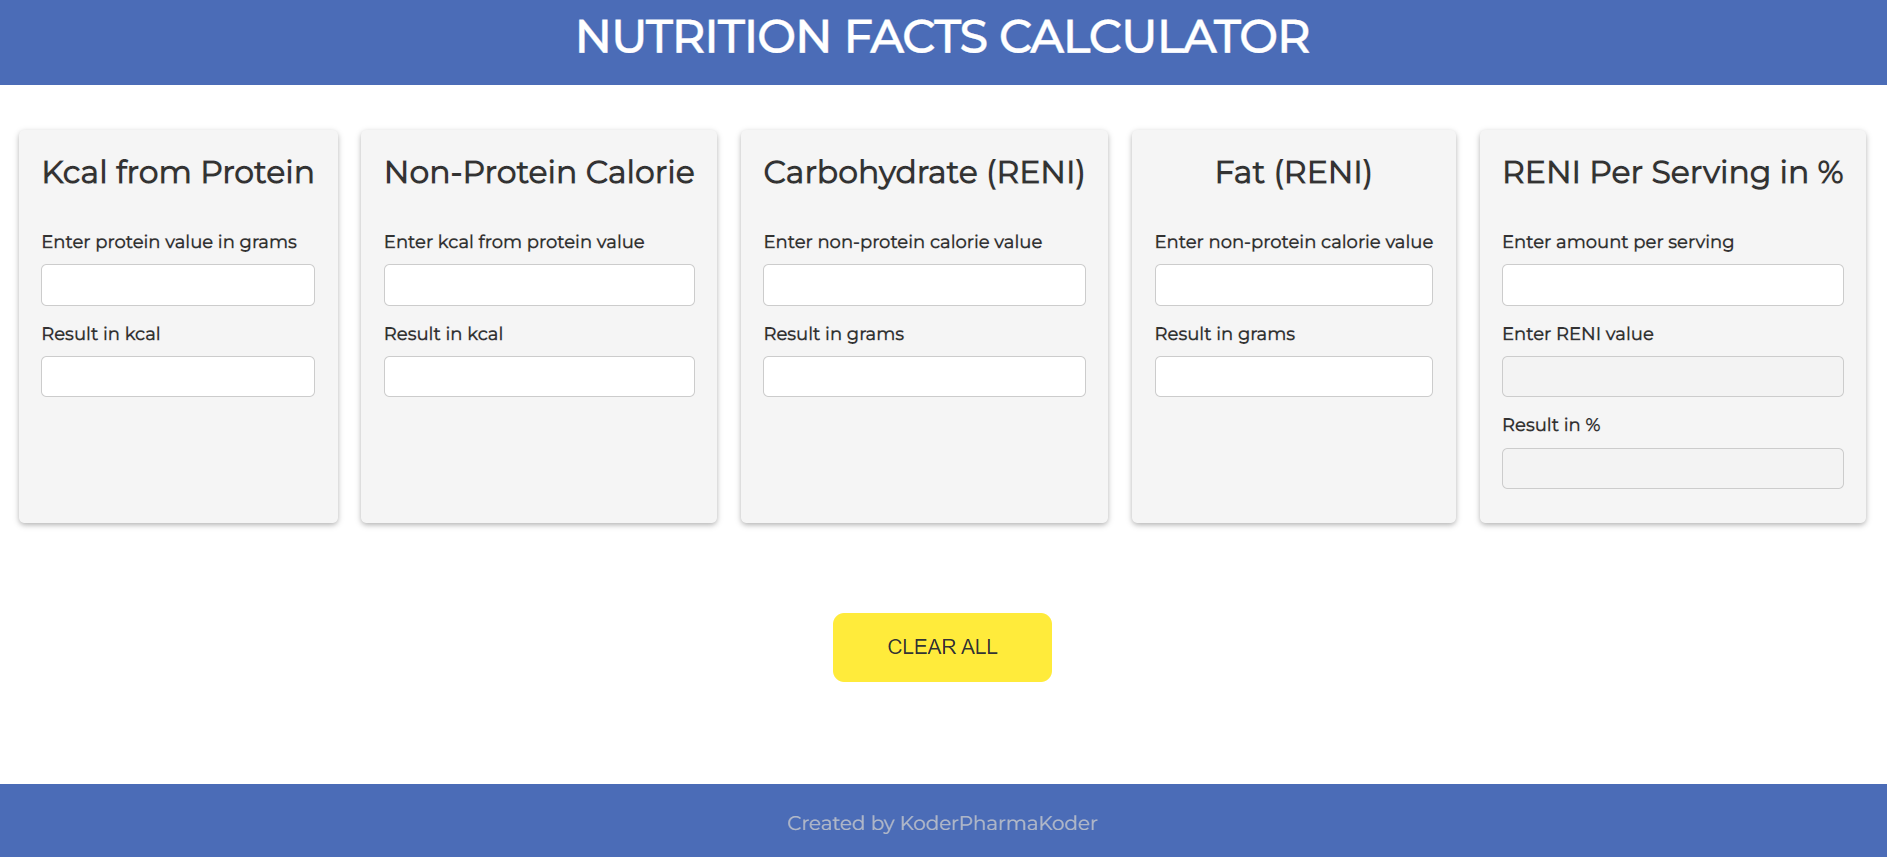 NUTRITION FACTS CALCULATOR
Kcal from Protein
Enter protein value in grams
Result in kcal
Non-Protein Calorie
Enter kcal from protein value
Result in kcal
Carbohydrate (RENI)
Enter non-protein calorie value
Result in grams
Fat (RENI)
Enter non-protein calorie value
Result in grams
RENI Per Serving in %
Enter amount per serving
Enter RENI value
Result in %
CLEAR ALL
Created by KoderPharmaKoder